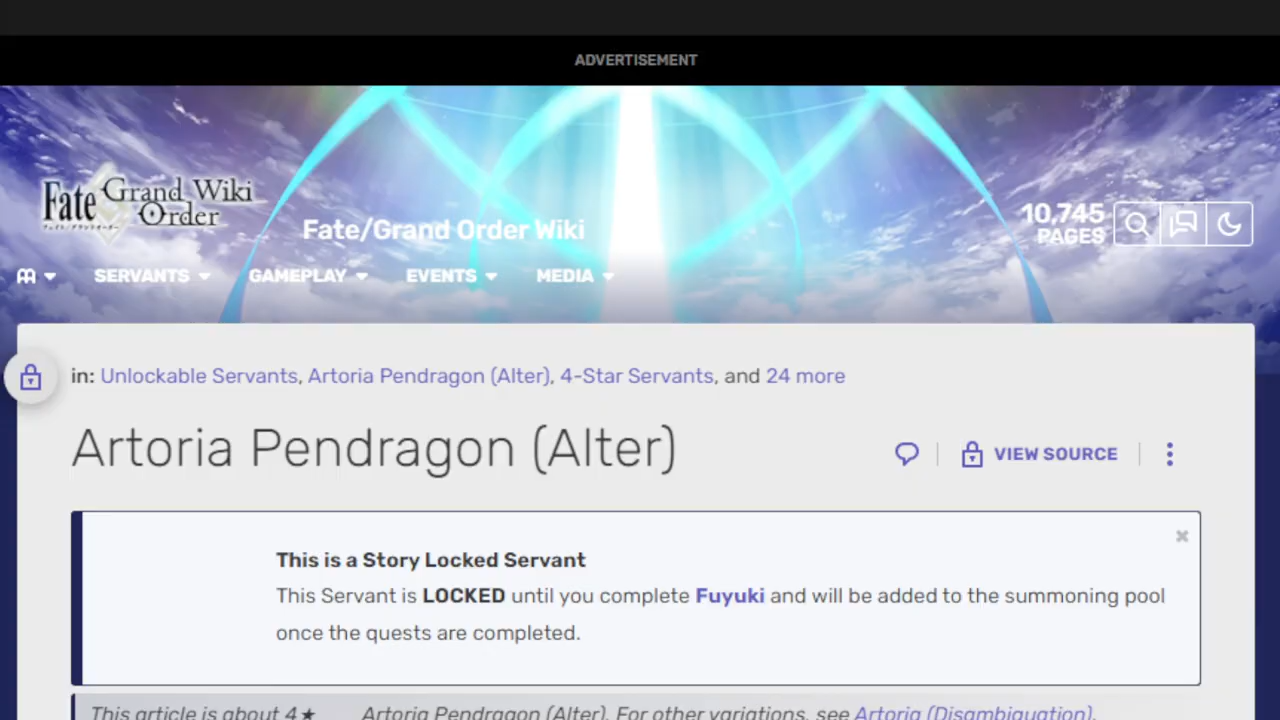 ADVERTISEMENT
Fate Grand Wiki
Order
Fate/Grand Order Wiki
10,745
PAGES
SERVANTS GAMEPLAY EVENTS MEDIA
in: Unlockable Servants, Artoria Pendragon (Alter), 4-Star Servants, and 24 more
Artoria Pendragon (Alter)
VIEW SOURCE
This is a Story Locked Servant
This Servant is LOCKED until you complete Fuyuki and will be added to the summoning pool
once the quests are completed.
This article is about 4★ Artoria Pendragon (Alter). For other variations, see Artoria (Disambiguation).